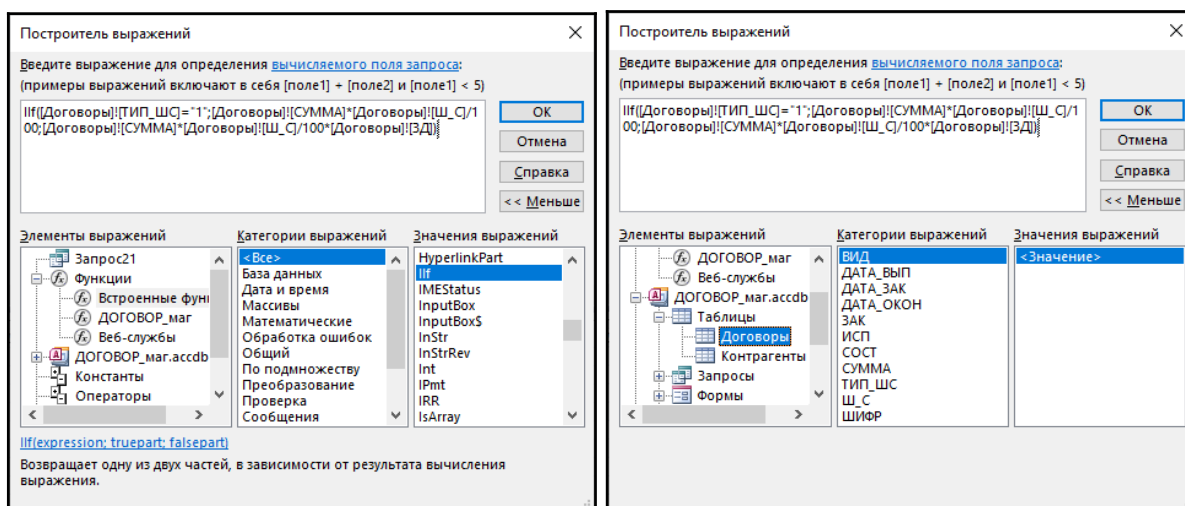 Построитель выражений
Введите выражение для определения вычисляемого поля запроса:
(примеры выражений включают в себя [поле1] + [поле2] и [поле1] < 5)
IIf([Договоры]![ТИП_ШС]="1";[Договоры]![СУММА]*[Договоры]![Ш_С]/1
00;[Договоры]![СУММА]*[Договоры]![Ш_С]/100*[Договоры]![ЗД])
ОК
Отмена
Справка
<< Меньше
Элементы выражений
Запрос21
Функции
Встроенные функ
ДОГОВОР_маг
Веб-службы
ДОГОВОР_маг.accdb
Константы
Операторы
Категории выражений
<Все>
База данных
Дата и время
Массивы
Математические
Обработка ошибок
Общий
По подмножеству
Преобразование
Проверка
Сообщения
Значения выражений
HyperlinkPart
IIf
IMEStatus
InputBox
InputBox$
InStr
InStrRev
Int
IPmt
IRR
IsArray
IIf(expression; truepart; falsepart)
Возвращает одну из двух частей, в зависимости от результата вычисления
выражения.
Построитель выражений
Введите выражение для определения вычисляемого поля запроса:
(примеры выражений включают в себя [поле1] + [поле2] и [поле1] < 5)
IIf([Договоры]![ТИП_ШС]="1";[Договоры]![СУММА]*[Договоры]![Ш_С]/1
00;[Договоры]![СУММА]*[Договоры]![Ш_С]/100*[Договоры]![ЗД])
ОК
Отмена
Справка
<< Меньше
Элементы выражений
ДОГОВОР_маг
Веб-службы
ДОГОВОР_маг.accdb
Таблицы
Договоры
Контрагенты
Запросы
Формы
Категории выражений
ВИД
ДАТА_ВЫП
ДАТА_ЗАК
ДАТА_ОКОН
ЗАК
ИСП
СОСТ
СУММА
ТИП_ШС
Ш_С
ШИФР
Значения выражений
<Значение>